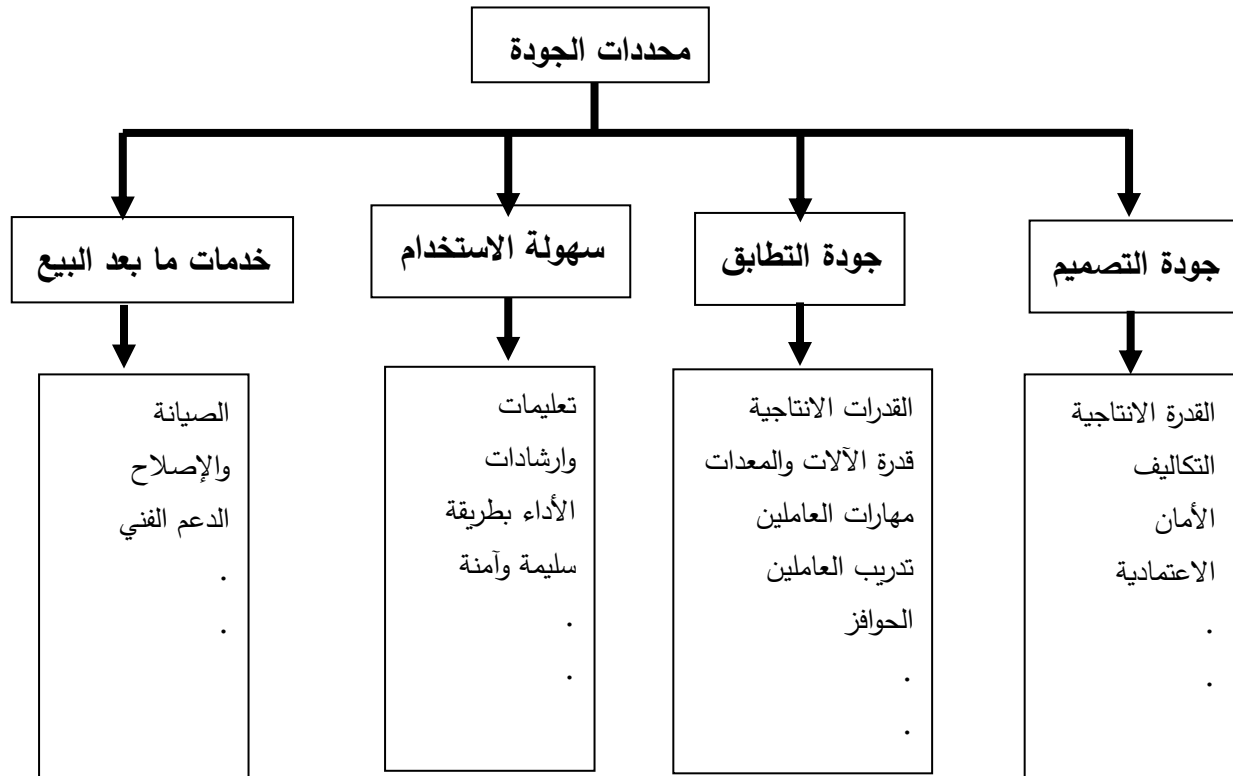 محددات الجودة
جودة التصميم
جودة التطابق
سهولة الاستخدام
خدمات ما بعد البيع
القدرة الانتاجية
التكاليف
الأمان
الاعتمادية
.
.
القدرات الانتاجية
قدرة الآلات والمعدات
مهارات العاملين
تدريب العاملين
الحوافز
.
.
تعليمات
وارشادات
الأداء بطريقة
سليمة وآمنة
.
.
الصيانة
والإصلاح
الدعم الفني
.
.